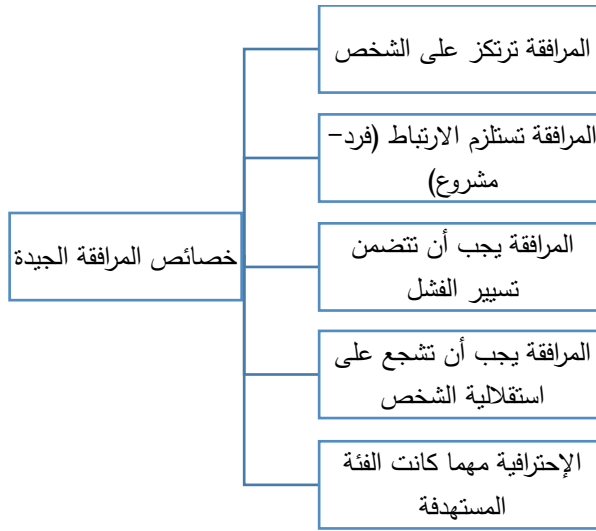 المرافقة ترتكز على الشخص
المرافقة تستلزم الارتباط (فرد-
مشروع)
خصائص المرافقة الجيدة
المرافقة يجب أن تتضمن
تسيير الفشل
المرافقة يجب أن تشجع على
استقلالية الشخص
الإحترافية مهما كانت الفئة
المستهدفة